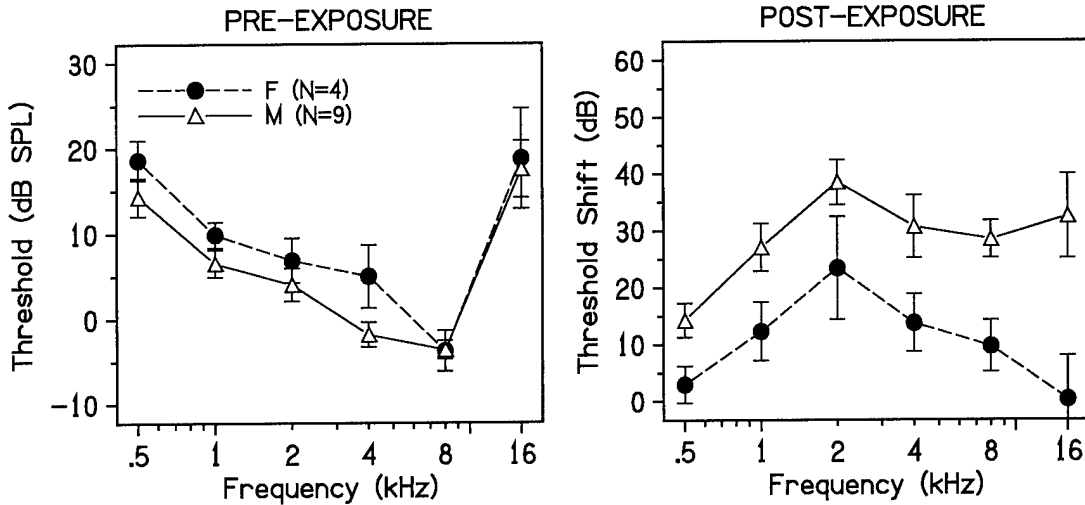 PRE-EXPOSURE
Threshold (dB SPL)
30
20
10
0
-10
F (N=4)
M (N=9)
.5 1 2 4 8 16
Frequency (kHz)
POST-EXPOSURE
Threshold Shift (dB)
60
50
40
30
20
10
0
.5 1 2 4 8 16
Frequency (kHz)